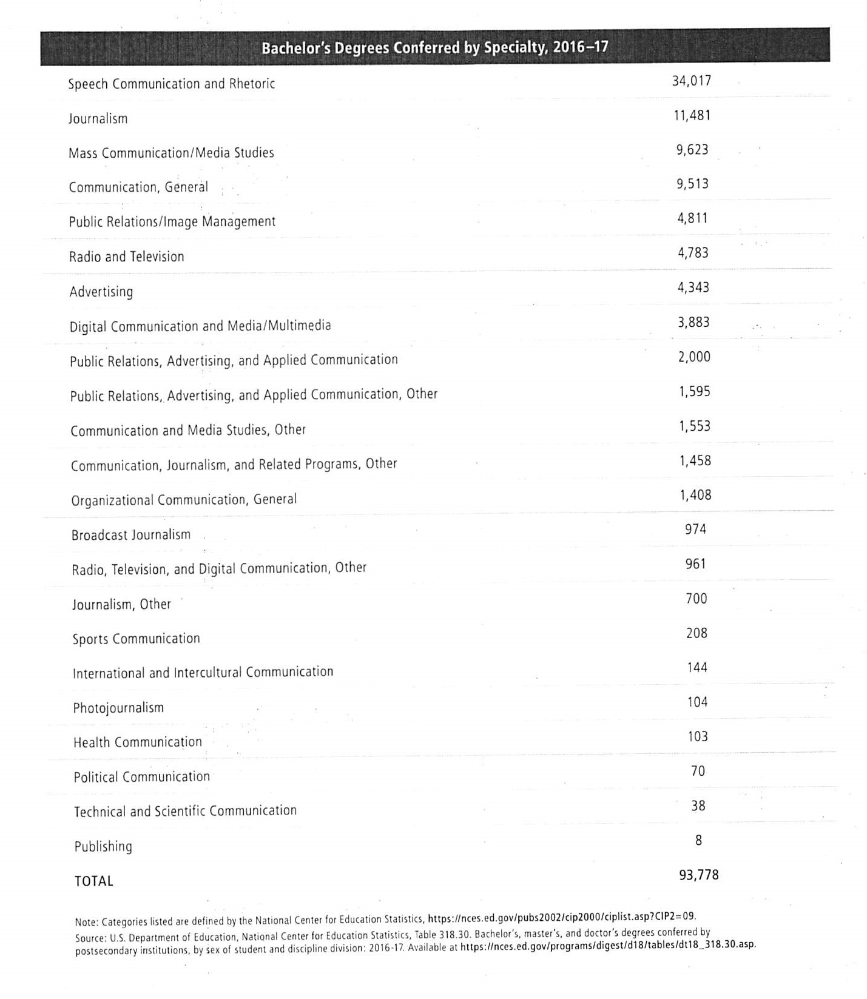 Bachelor's Degrees Conferred by Specialty, 2016–17
Speech Communication and Rhetoric 34,017
Journalism 11,481
Mass Communication/Media Studies 9,623
Communication, General 9,513
Public Relations/Image Management 4,811
Radio and Television 4,783
Advertising 4,343
Digital Communication and Media/Multimedia 3,883
Public Relations, Advertising, and Applied Communication 2,000
Public Relations, Advertising, and Applied Communication, Other 1,595
Communication and Media Studies, Other 1,553
Communication, Journalism, and Related Programs, Other 1,458
Organizational Communication, General 1,408
Broadcast Journalism 974
Radio, Television, and Digital Communication, Other 961
Journalism, Other 700
Sports Communication 208
International and Intercultural Communication 144
Photojournalism 104
Health Communication 103
Political Communication 70
Technical and Scientific Communication 38
Publishing 8
TOTAL 93,778
Note: Categories listed are defined by the National Center for Education Statistics, https://nces.ed.gov/pubs2002/cip2000/ciplist.asp?CIP2=09.
Source: U.S. Department of Education, National Center for Education Statistics, Table 318.30. Bachelor's, master's, and doctor's degrees conferred by
postsecondary institutions, by sex of student and discipline division: 2016-17. Available at https://nces.ed.gov/programs/digest/d18/tables/dt18_318.30.asp.